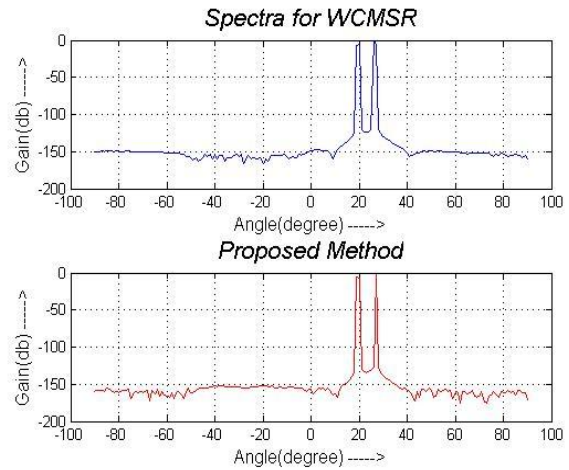 Spectra for WCMSR
Gain(db) ----->
0
-50
-100
-150
-200
-100 -80 -60 -40 -20 0 20 40 60 80 100
Angle(degree) ----->
Proposed Method
Gain(db) ----->
0
-50
-100
-150
-200
-100 -80 -60 -40 -20 0 20 40 60 80 100
Angle(degree) ----->